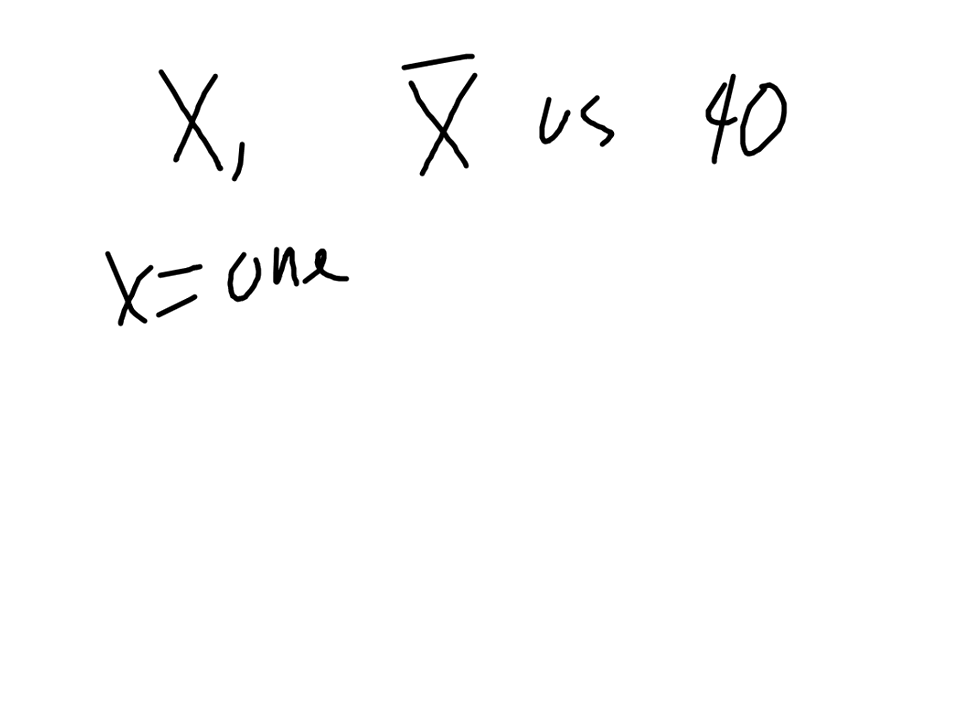 X, X̅ vs 40
X = one